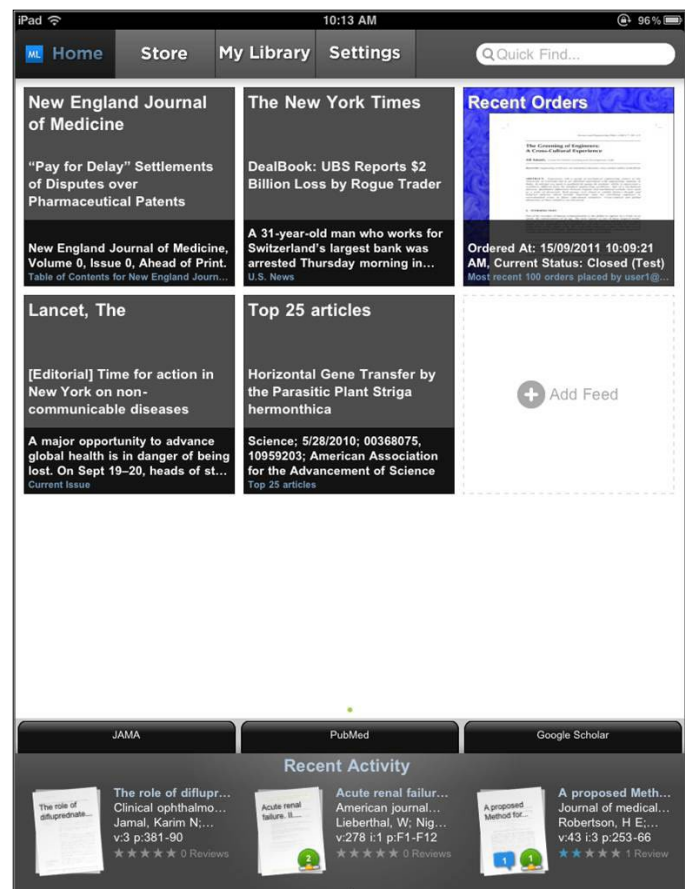 iPad
10:13 AM
96%
ML Home
Store
My Library
Settings
Quick Find...
New England Journal
of Medicine
“Pay for Delay” Settlements
of Disputes over
Pharmaceutical Patents
New England Journal of Medicine,
Volume 0, Issue 0, Ahead of Print.
Table of Contents for New England Journ...
The New York Times
DealBook: UBS Reports $2
Billion Loss by Rogue Trader
A 31-year-old man who works for
Switzerland's largest bank was
arrested Thursday morning in...
U.S. News
Recent Orders
The Greening of Engineers:
A Cross-Cultural Experience
Ordered At: 15/09/2011 10:09:21
AM, Current Status: Closed (Test)
Most recent 100 orders placed by user1@...
Lancet, The
[Editorial] Time for action in
New York on non-
communicable diseases
A major opportunity to advance
global health is in danger of being
lost. On Sept 19–20, heads of st...
Current Issue
Top 25 articles
Horizontal Gene Transfer by
the Parasitic Plant Striga
hermonthica
Science; 5/28/2010; 00368075,
10959203; American Association
for the Advancement of Science
Top 25 articles
Add Feed
JAMA
PubMed
Google Scholar
Recent Activity
The role of
difluprednate...
The role of diflupr...
Clinical ophthalmo...
Jamal, Karim N;...
v:3 p:381-90
0 Reviews
Acute renal
failure. II....
2
Acute renal failur...
American journal...
Lieberthal, W; Nig...
v:278 i:1 p:F1-F12
0 Reviews
A proposed
Method for...
1
1
A proposed Meth...
Journal of medical...
Robertson, H E;...
v:43 i:3 p:253-66
1 Review